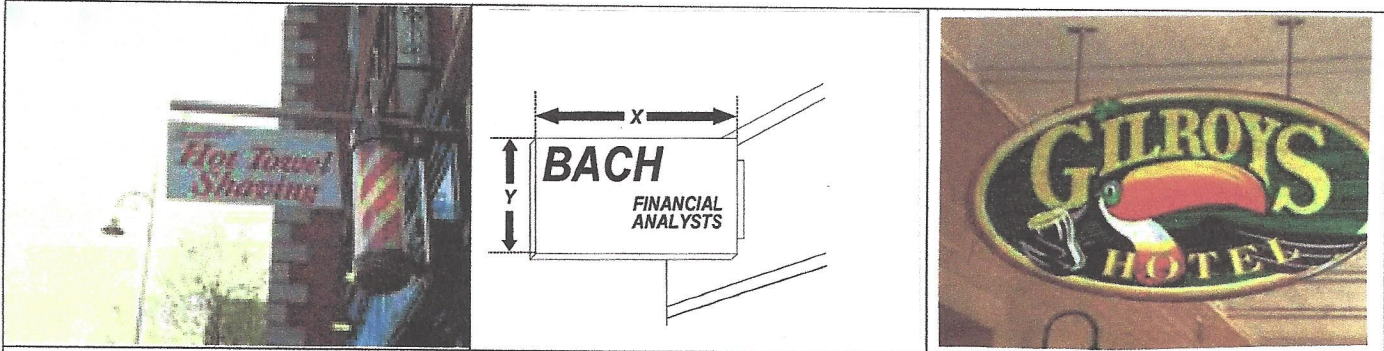 Hot Towel
Shaving
X
Y
BACH
FINANCIAL
ANALYSTS
GILROYS
HOTEL